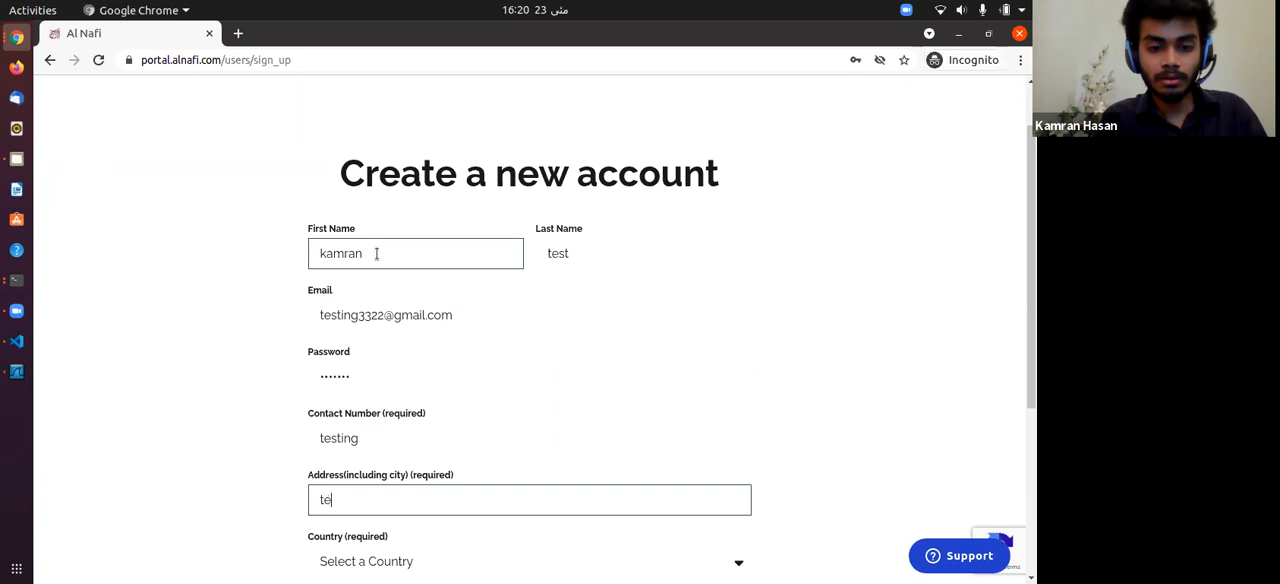 Activities
Google Chrome
16:20 23 مئی
Al Nafi
portal.alnafi.com/users/sign_up
Incognito
Kamran Hasan
Create a new account
First Name
Last Name
kamran
test
Email
testing3322@gmail.com
Password
•••••••
Contact Number (required)
testing
Address(including city) (required)
te
Country (required)
Select a Country
Support